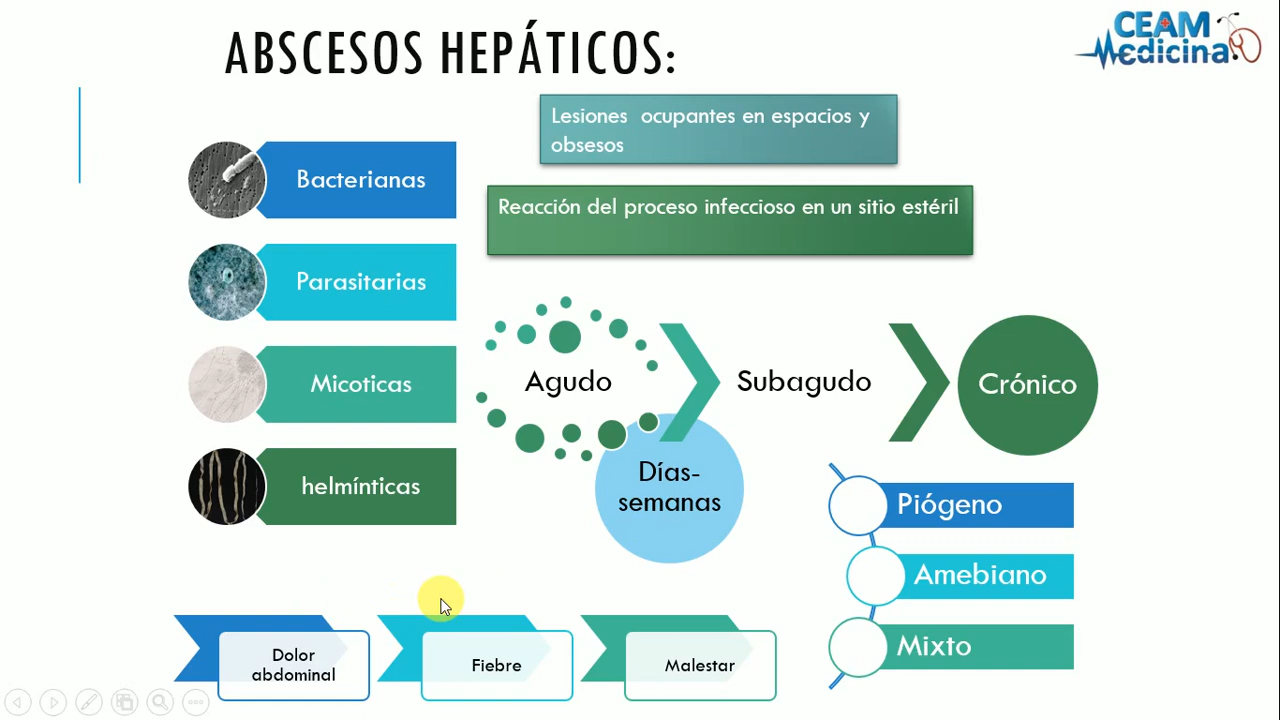 ABSCESOS HEPÁTICOS:
CEAM
Medicina
Lesiones ocupantes en espacios y
obsesos
Reacción del proceso infeccioso en un sitio estéril
Bacterianas
Parasitarias
Micoticas
helmínticas
Agudo
Subagudo
Crónico
Días-
semanas
Piógeno
Amebiano
Mixto
Dolor
abdominal
Fiebre
Malestar